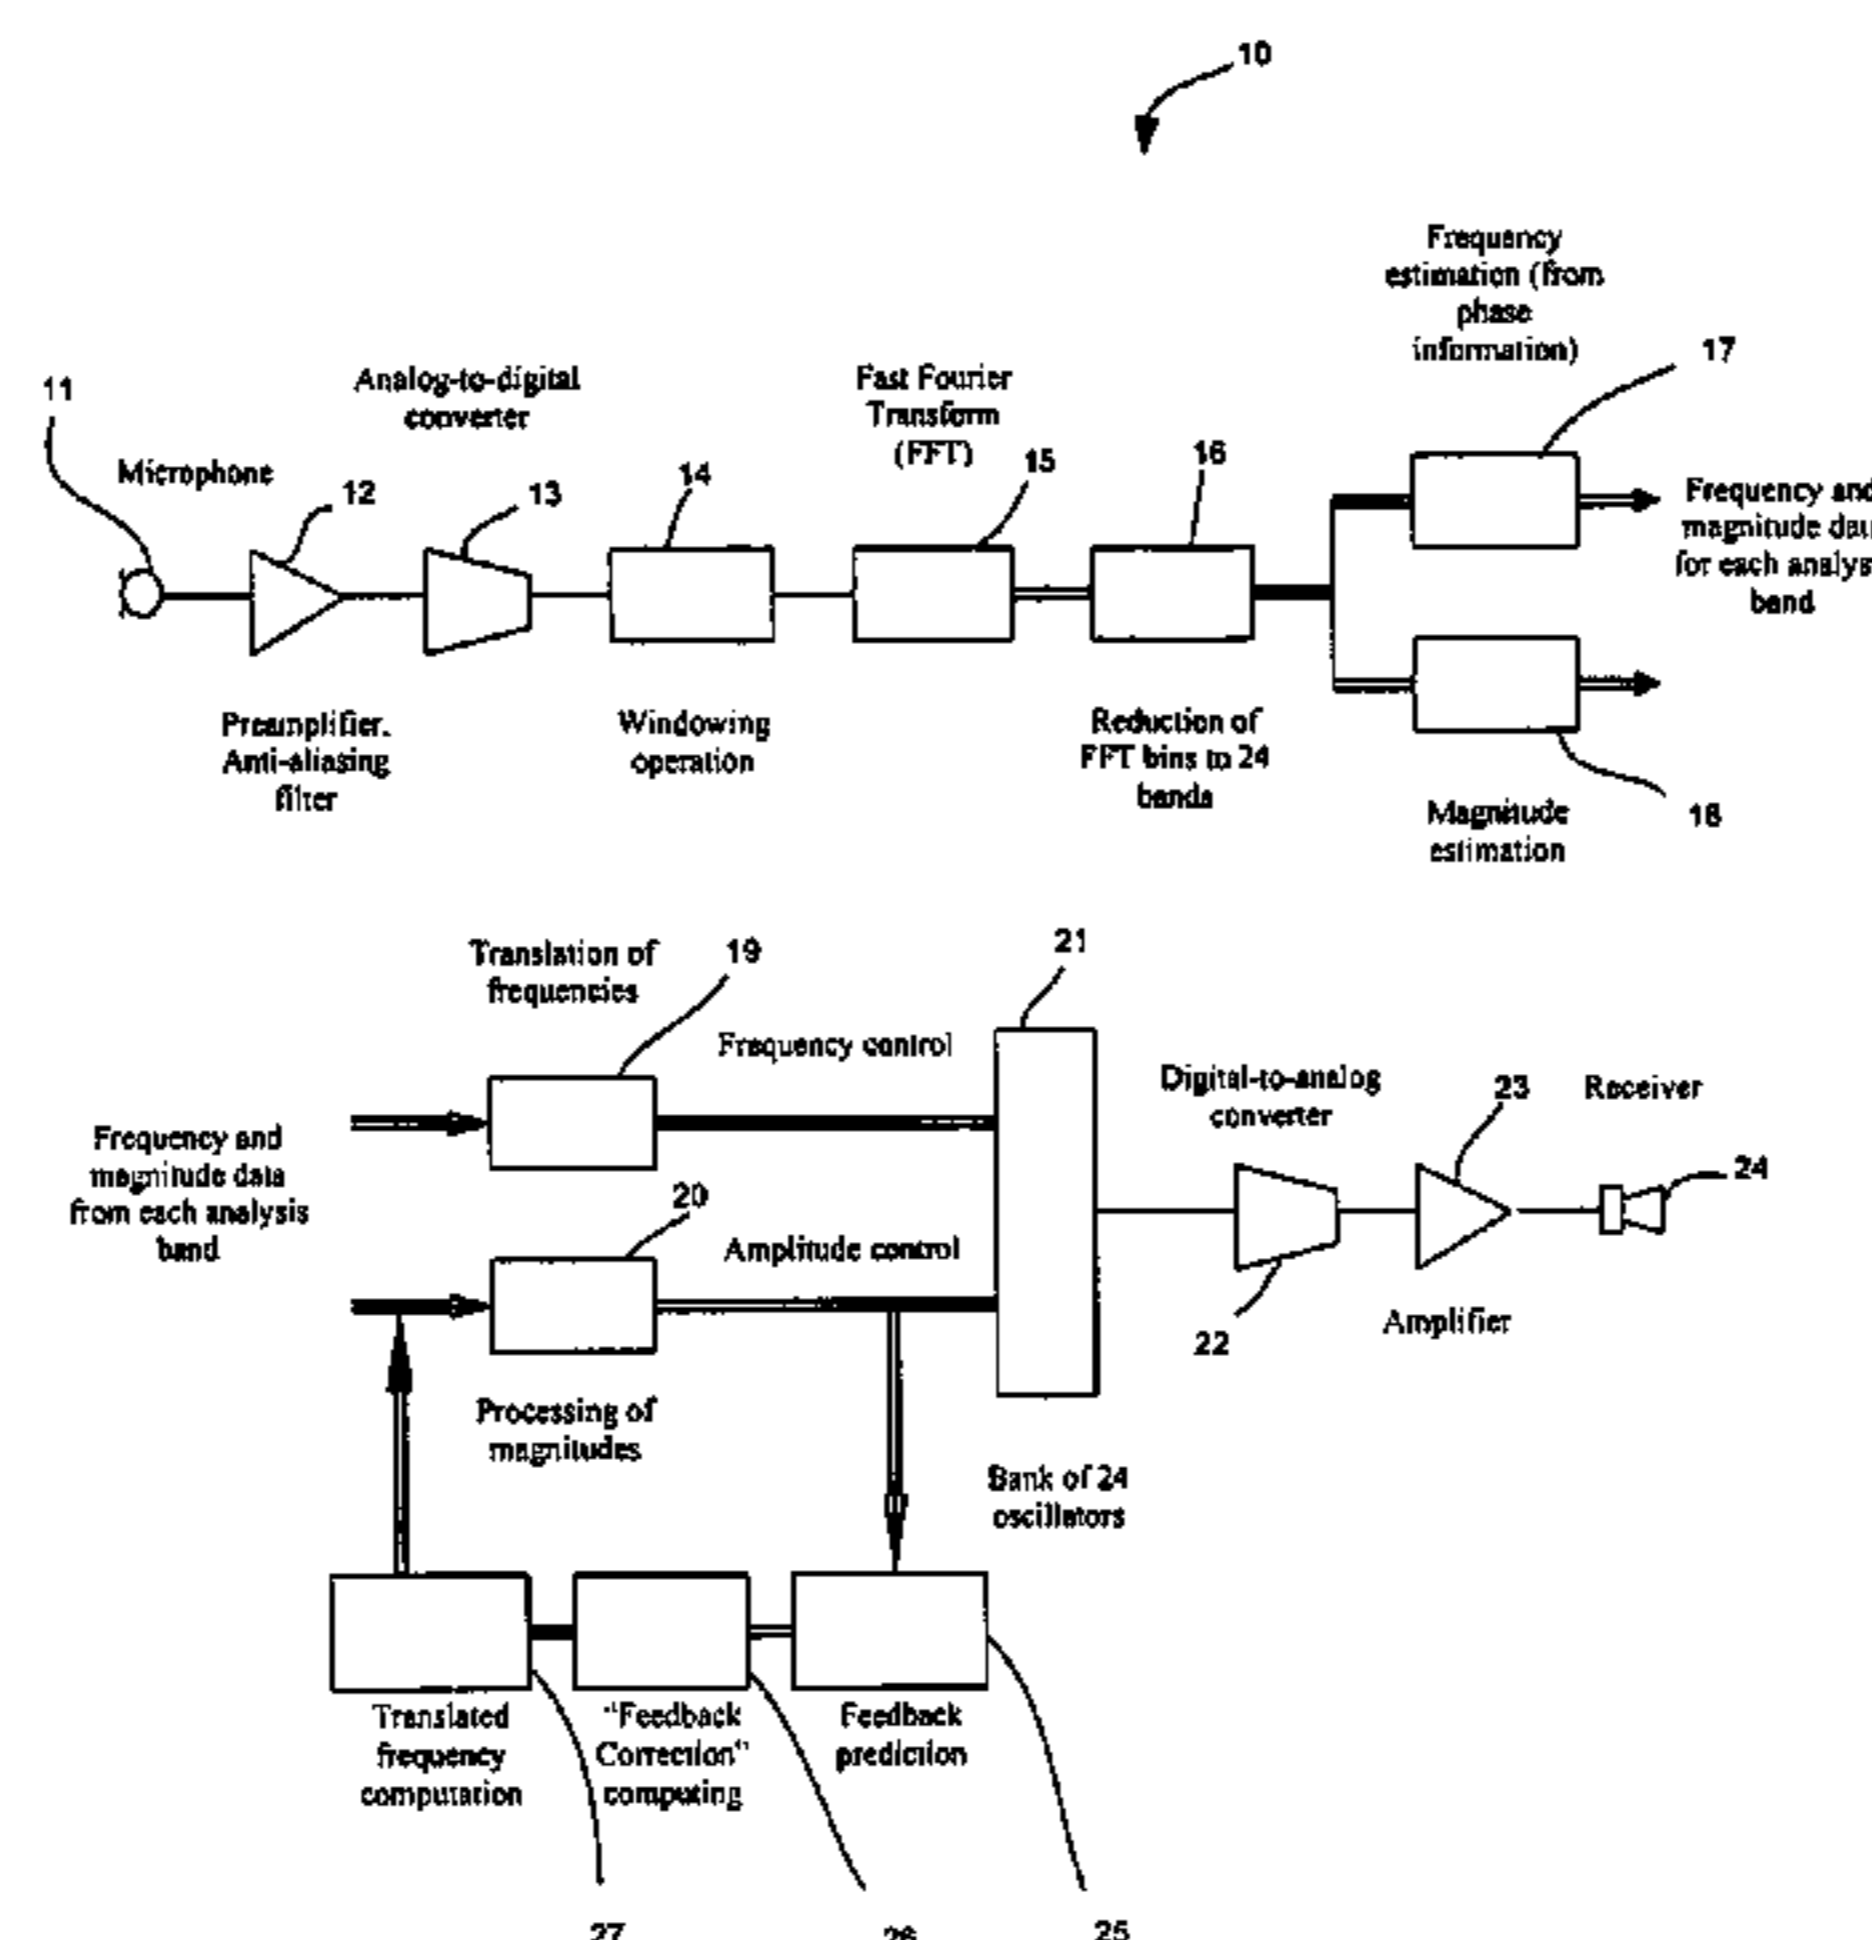 10
Frequency
estimation (from
phase
information)
17
11
Analog-to-digital
converter
Fast Fourier
Transform
(FFT)
Microphone
12
13
14
15
16
Frequency and
magnitude data
for each analysis
band
Preamplifier.
Anti-aliasing
filter
Windowing
operation
Reduction of
FFT bins to 24
bands
Magnitude
estimation
18
Translation of
frequencies
19
21
Frequency control
Digital-to-analog
converter
23
Receiver
Frequency and
magnitude data
from each analysis
band
24
20
Amplitude control
22
Amplifier
Processing of
magnitudes
Bank of 24
oscillators
Translated
frequency
computation
"Feedback
Correction"
computing
Feedback
prediction
27
26
25